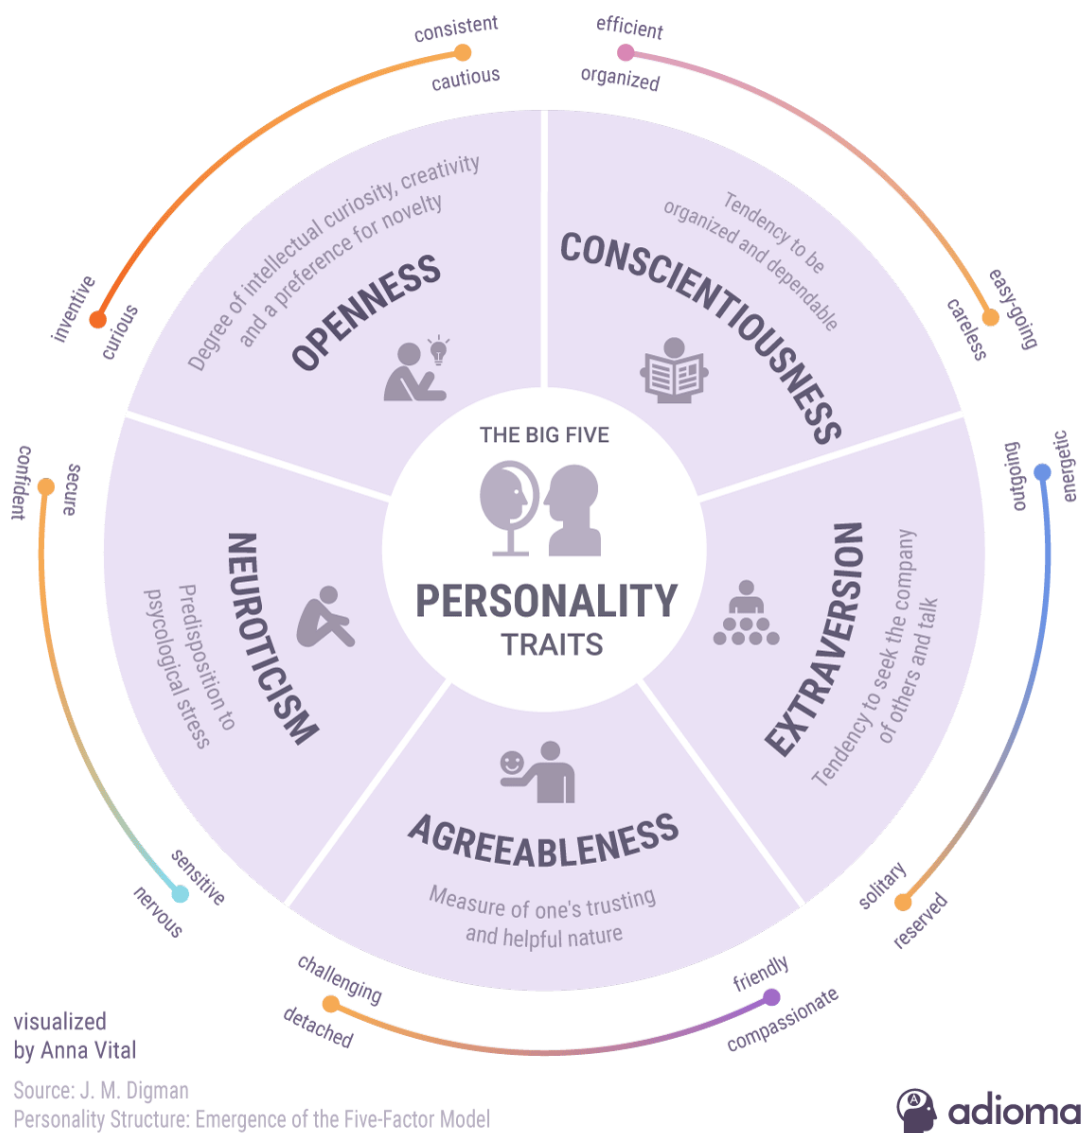 consistent
cautious
inventive
curious
Degree of intellectual curiosity, creativity
and a preference for novelty
OPENNESS
efficient
organized
easy-going
careless
Tendency to be
organized and dependable
CONSCIENTIOUSNESS
THE BIG FIVE
PERSONALITY
TRAITS
energetic
outgoing
solitary
reserved
EXTRAVERSION
Tendency to seek the company
of others and talk
AGREEABLENESS
Measure of one's trusting
and helpful nature
friendly
compassionate
challenging
detached
secure
confident
sensitive
nervous
NEUROTICISM
Predisposition to
psycological stress
visualized
by Anna Vital
Source: J. M. Digman
Personality Structure: Emergence of the Five-Factor Model
A
adioma